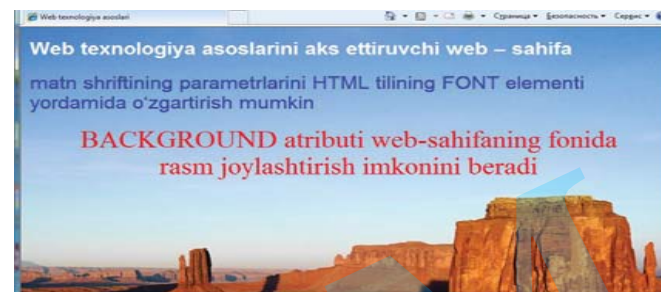 Web texnologiya asoslari
Страница Безопасность Сервис
Web texnologiya asoslarini aks ettiruvchi web – sahifa
matn shriftining parametrlarini HTML tilining FONT elementi
yordamida o'zgartirish mumkin
BACKGROUND atributi web-sahifaning fonida
rasm joylashtirish imkonini beradi